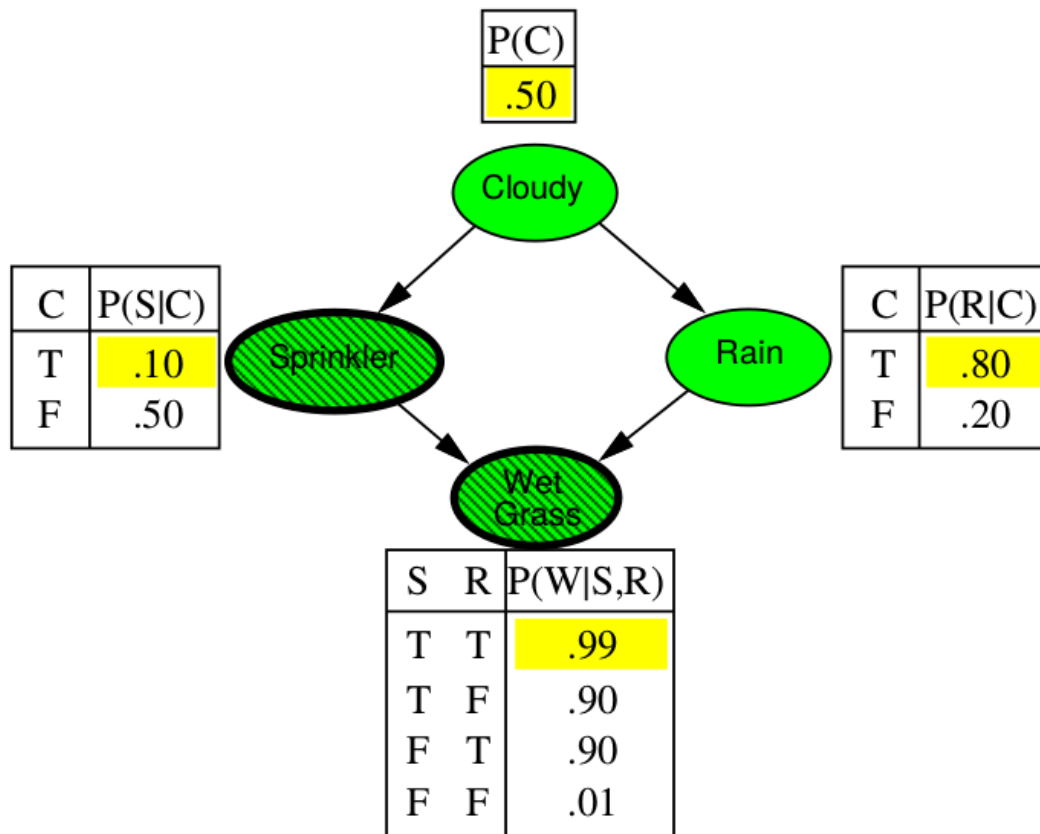 P(C)
.50
Cloudy
C P(S|C)
T .10
F .50
Sprinkler
Rain
C P(R|C)
T .80
F .20
Wet
Grass
S R P(W|S,R)
T T .99
T F .90
F T .90
F F .01